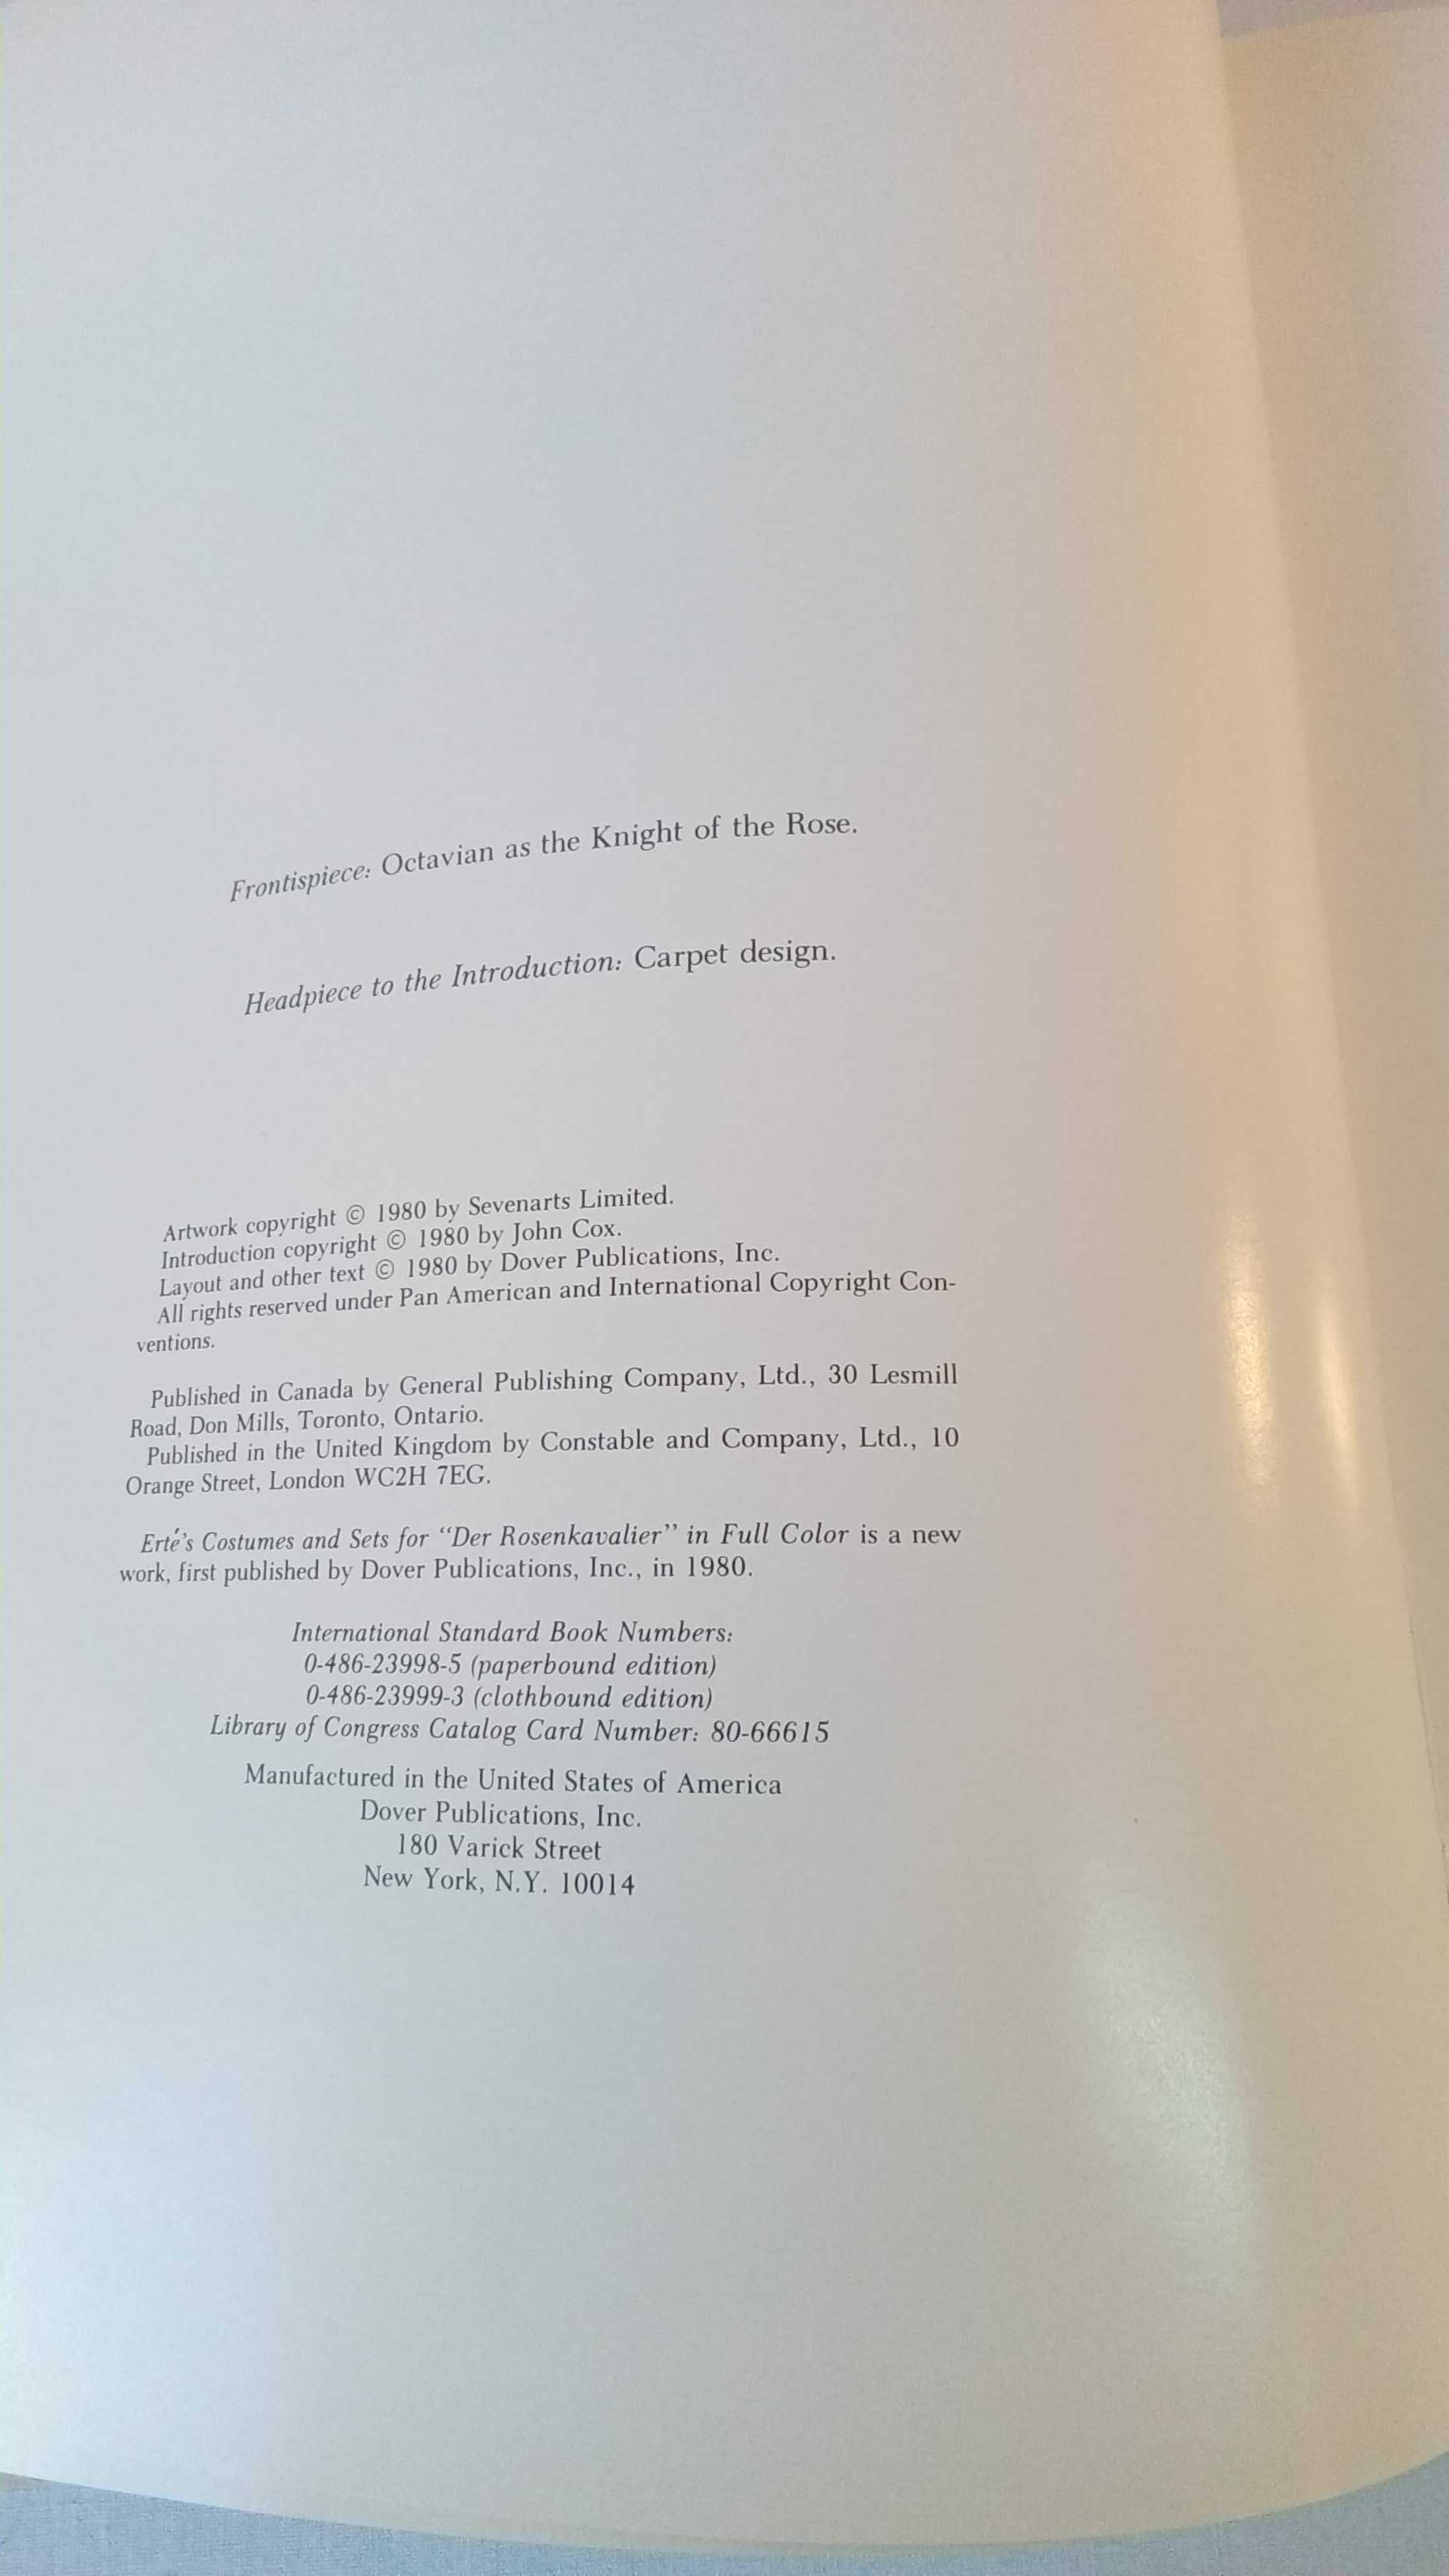 Frontispiece: Octavian as the Knight of the Rose.
Headpiece to the Introduction: Carpet design.
Artwork copyright © 1980 by Sevenarts Limited.
Introduction copyright © 1980 by John Cox.
Layout and other text © 1980 by Dover Publications, Inc.
All rights reserved under Pan American and International Copyright Con-
ventions.
Published in Canada by General Publishing Company, Ltd., 30 Lesmill
Road, Don Mills, Toronto, Ontario.
Published in the United Kingdom by Constable and Company, Ltd., 10
Orange Street, London WC2H 7EG.
Erté's Costumes and Sets for “Der Rosenkavalier” in Full Color is a new
work, first published by Dover Publications, Inc., in 1980.
International Standard Book Numbers:
0-486-23998-5 (paperbound edition)
0-486-23999-3 (clothbound edition)
Library of Congress Catalog Card Number: 80-66615
Manufactured in the United States of America
Dover Publications, Inc.
180 Varick Street
New York, N.Y. 10014